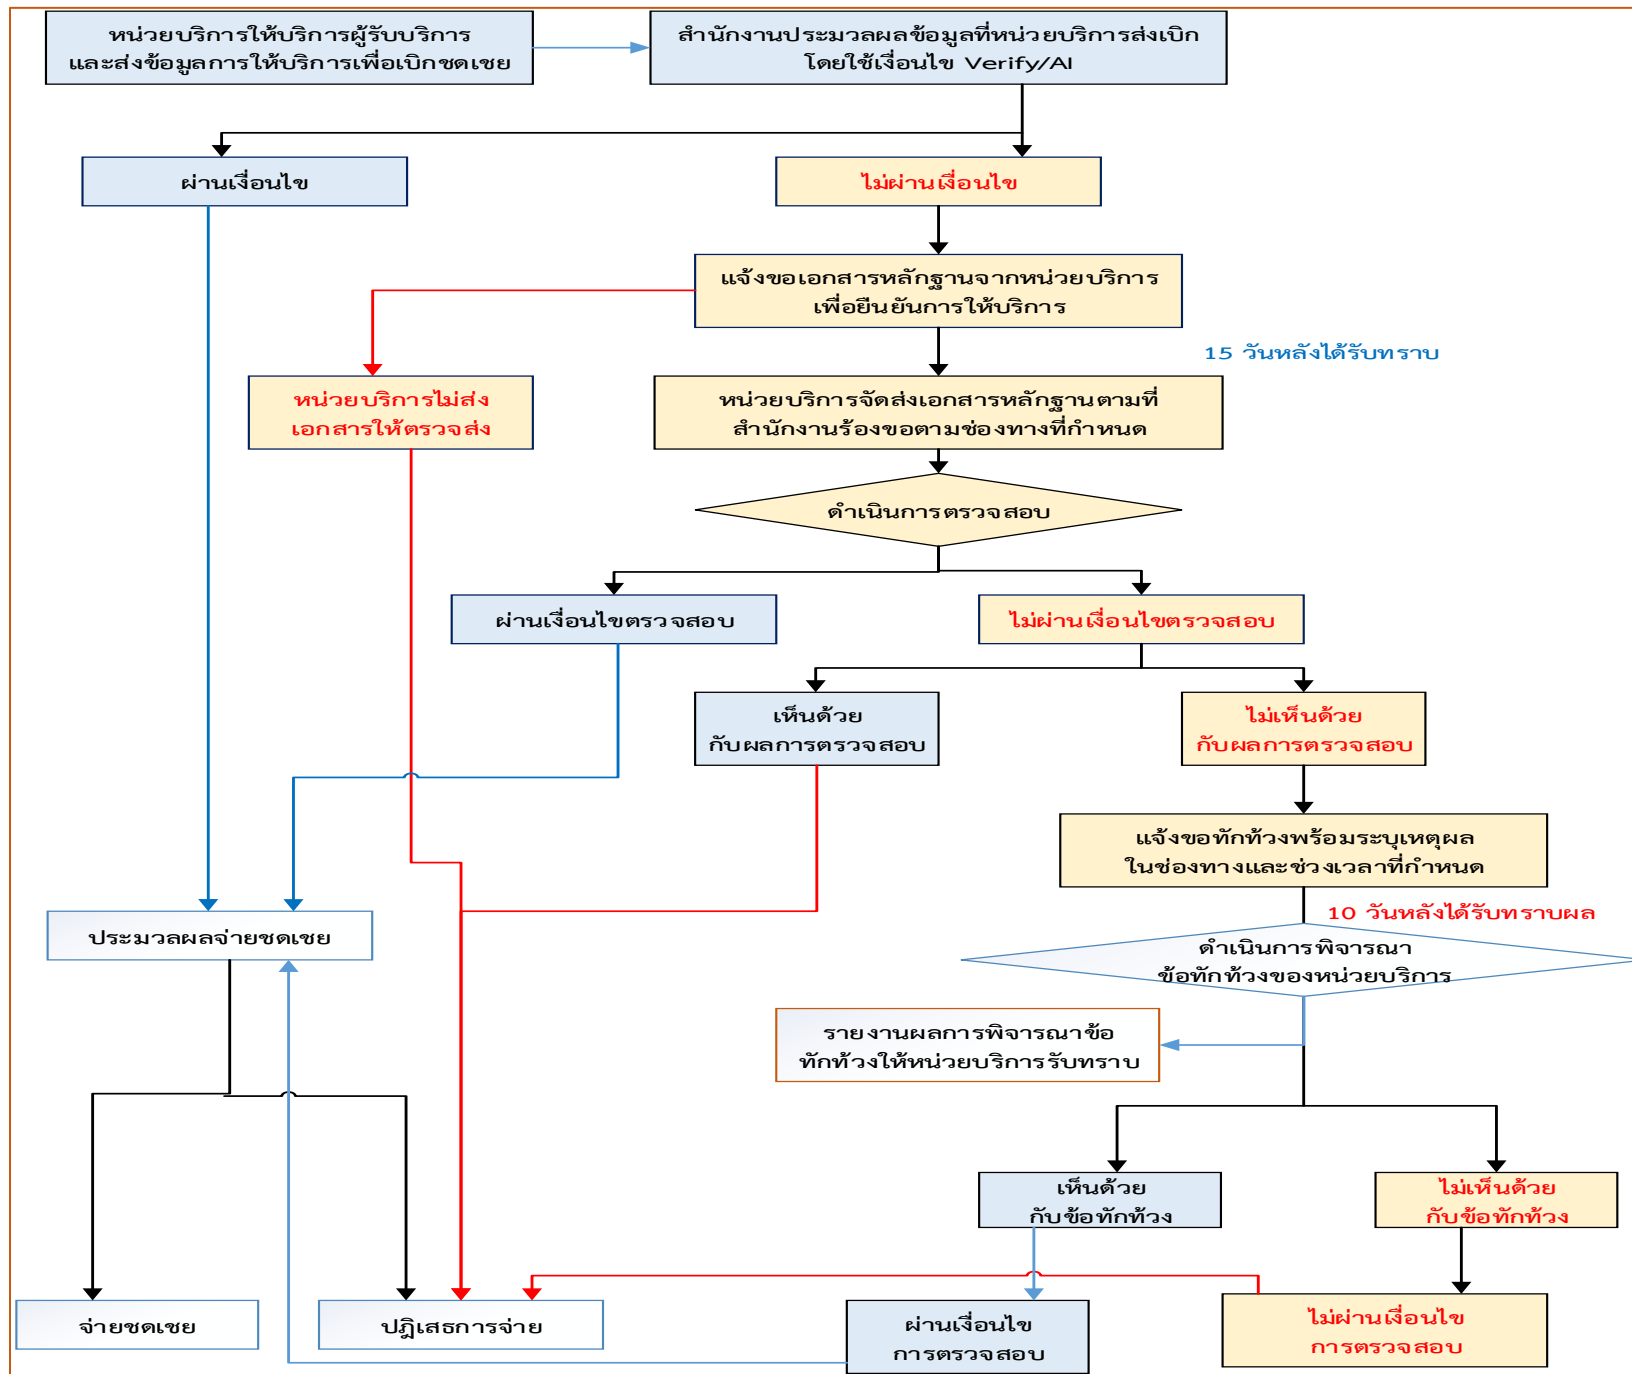 หน่วยบริการให้บริการผู้รับบริการ
และส่งข้อมูลการให้บริการเพื่อเบิกชดเชย
สำนักงานประมวลผลข้อมูลที่หน่วยบริการส่งเบิก
โดยใช้เงื่อนไข Verify/AI
ผ่านเงื่อนไข
ไม่ผ่านเงื่อนไข
แจ้งขอเอกสารหลักฐานจากหน่วยบริการ
เพื่อยืนยันการให้บริการ
15 วันหลังได้รับทราบ
หน่วยบริการไม่ส่ง
เอกสารให้ตรวจส่ง
หน่วยบริการจัดส่งเอกสารหลักฐานตามที่
สำนักงานร้องขอตามช่องทางที่กำหนด
ดำเนินการตรวจสอบ
ผ่านเงื่อนไขตรวจสอบ
ไม่ผ่านเงื่อนไขตรวจสอบ
เห็นด้วย
กับผลการตรวจสอบ
ไม่เห็นด้วย
กับผลการตรวจสอบ
แจ้งขอทักท้วงพร้อมระบุเหตุผล
ในช่องทางและช่วงเวลาที่กำหนด
10 วันหลังได้รับทราบผล
ประมวลผลจ่ายชดเชย
ดำเนินการพิจารณา
ข้อทักท้วงของหน่วยบริการ
รายงานผลการพิจารณาข้อ
ทักท้วงให้หน่วยบริการรับทราบ
เห็นด้วย
กับข้อทักท้วง
ไม่เห็นด้วย
กับข้อทักท้วง
จ่ายชดเชย
ปฏิเสธการจ่าย
ผ่านเงื่อนไข
การตรวจสอบ
ไม่ผ่านเงื่อนไข
การตรวจสอบ